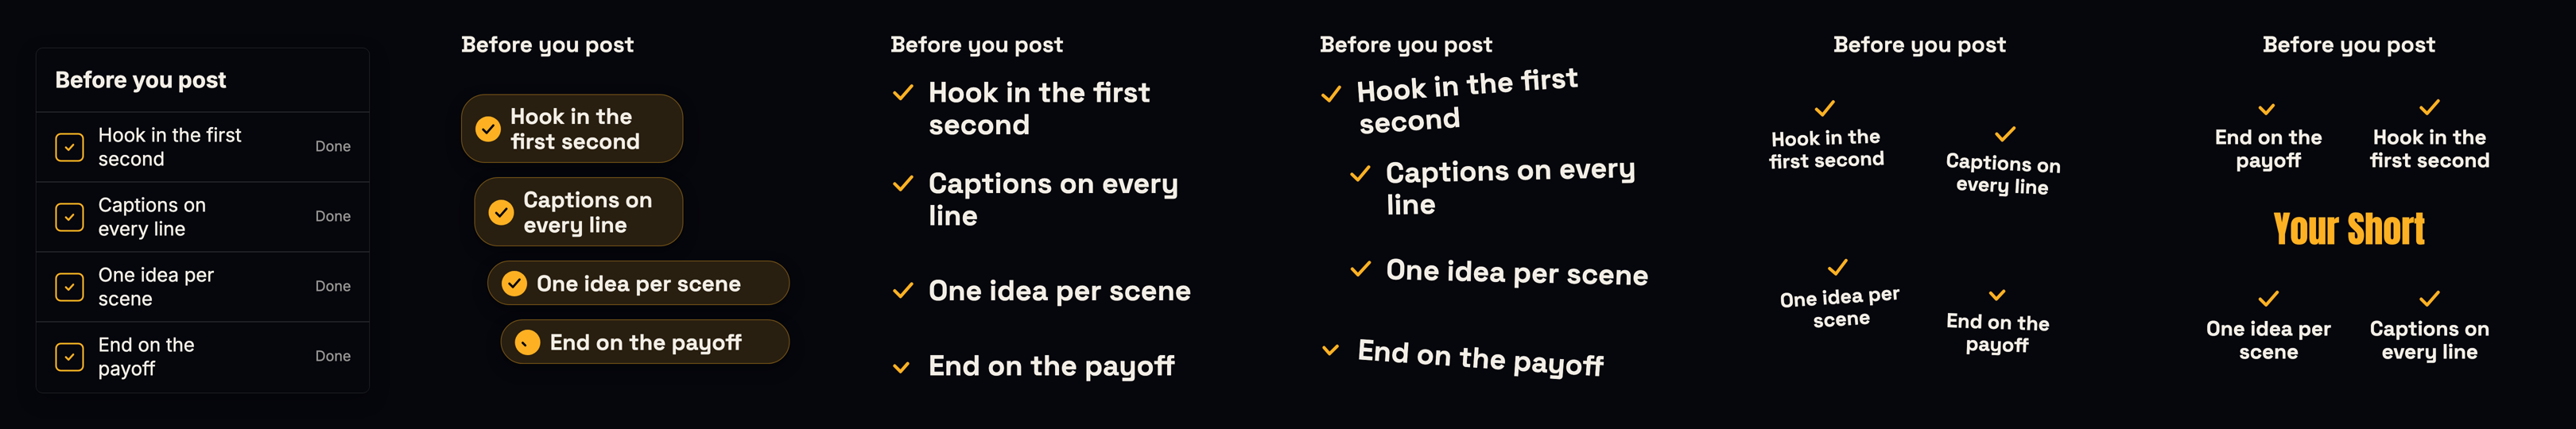 Before you post
Hook in the first
second
Done
Captions on
every line
Done
One idea per
scene
Done
End on the
payoff
Done
Before you post
Hook in the
first second
Captions on
every line
One idea per scene
End on the payoff
Before you post
Hook in the first
second
Captions on every
line
One idea per scene
End on the payoff
Before you post
Hook in the first
second
Captions on every
line
One idea per scene
End on the payoff
Before you post
Hook in the
first second
Captions on
every line
One idea per
scene
End on the
payoff
Before you post
End on the
payoff
Hook in the
first second
Your Short
One idea per
scene
Captions on
every line